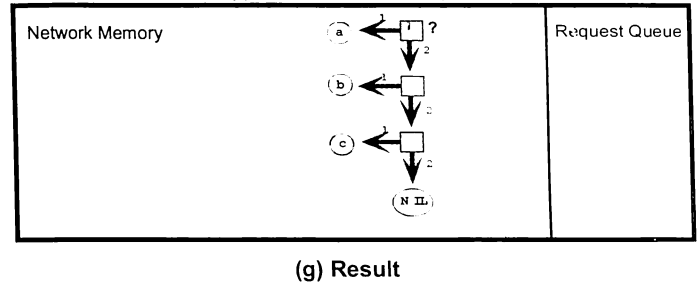 Network Memory
Request Queue
a 1 ?
2
b 1
2
c 1
2
NIL
(g) Result